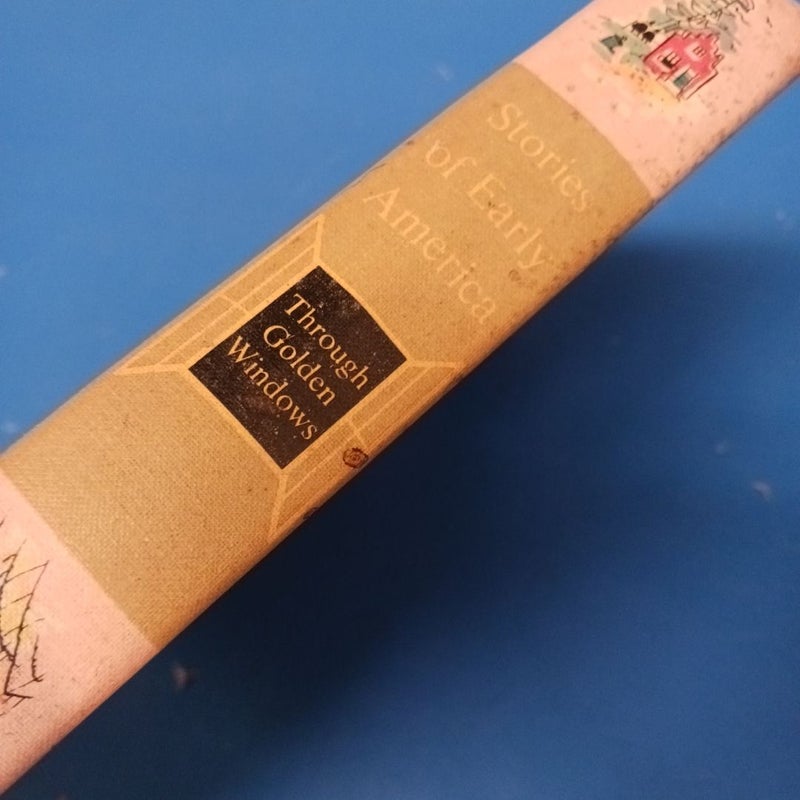 Stories
of Early
America
Through
Golden
Windows